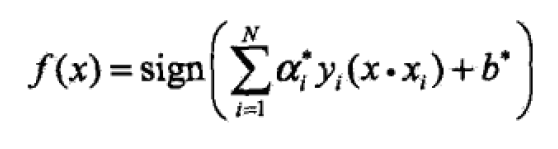 f(x) = sign(∑_{i=1}^{N} α_i^* y_i (x • x_i) + b^*)